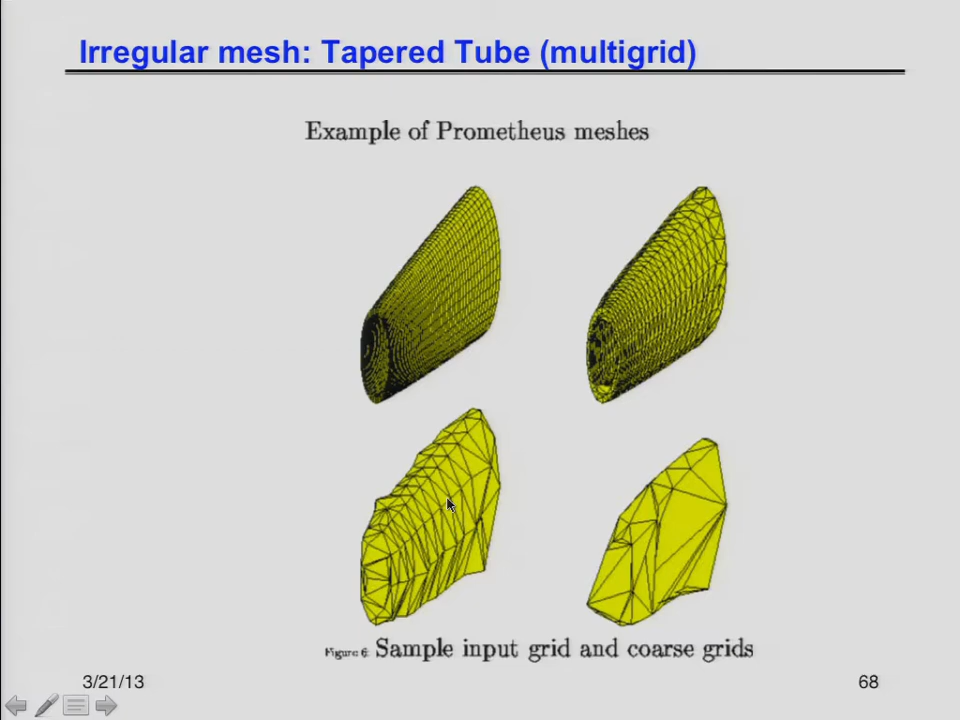 Irregular mesh: Tapered Tube (multigrid)
Example of Prometheus meshes
Figure 6: Sample input grid and coarse grids
3/21/13
68